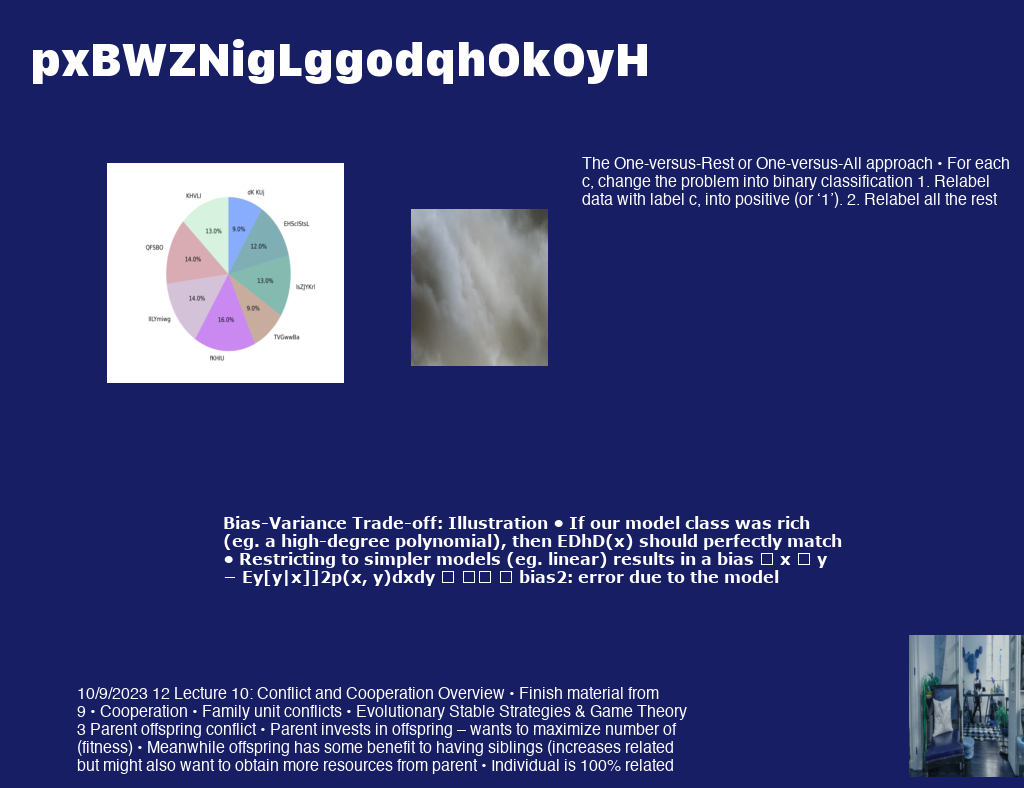 pxBWZNigLggodqhOkOyH
The One-versus-Rest or One-versus-All approach • For each
c, change the problem into binary classification 1. Relabel
data with label c, into positive (or ‘1’). 2. Relabel all the rest
KHVLI
dK KUj
EHSclStsL
QFSBO
13.0%
9.0%
12.0%
14.0%
13.0%
14.0%
9.0%
16.0%
TVGwwBa
Bias-Variance Trade-off: Illustration • If our model class was rich
(eg. a high-degree polynomial), then EDhD(x) should perfectly match
• Restricting to simpler models (eg. linear) results in a bias □ x □ y
− Ey[y|x]]2p(x, y)dxdy □ □□ □ bias2: error due to the model
10/9/2023 12 Lecture 10: Conflict and Cooperation Overview • Finish material from
9 • Cooperation • Family unit conflicts • Evolutionary Stable Strategies & Game Theory
3 Parent offspring conflict • Parent invests in offspring – wants to maximize number of
(fitness) • Meanwhile offspring has some benefit to having siblings (increases related
but might also want to obtain more resources from parent • Individual is 100% related